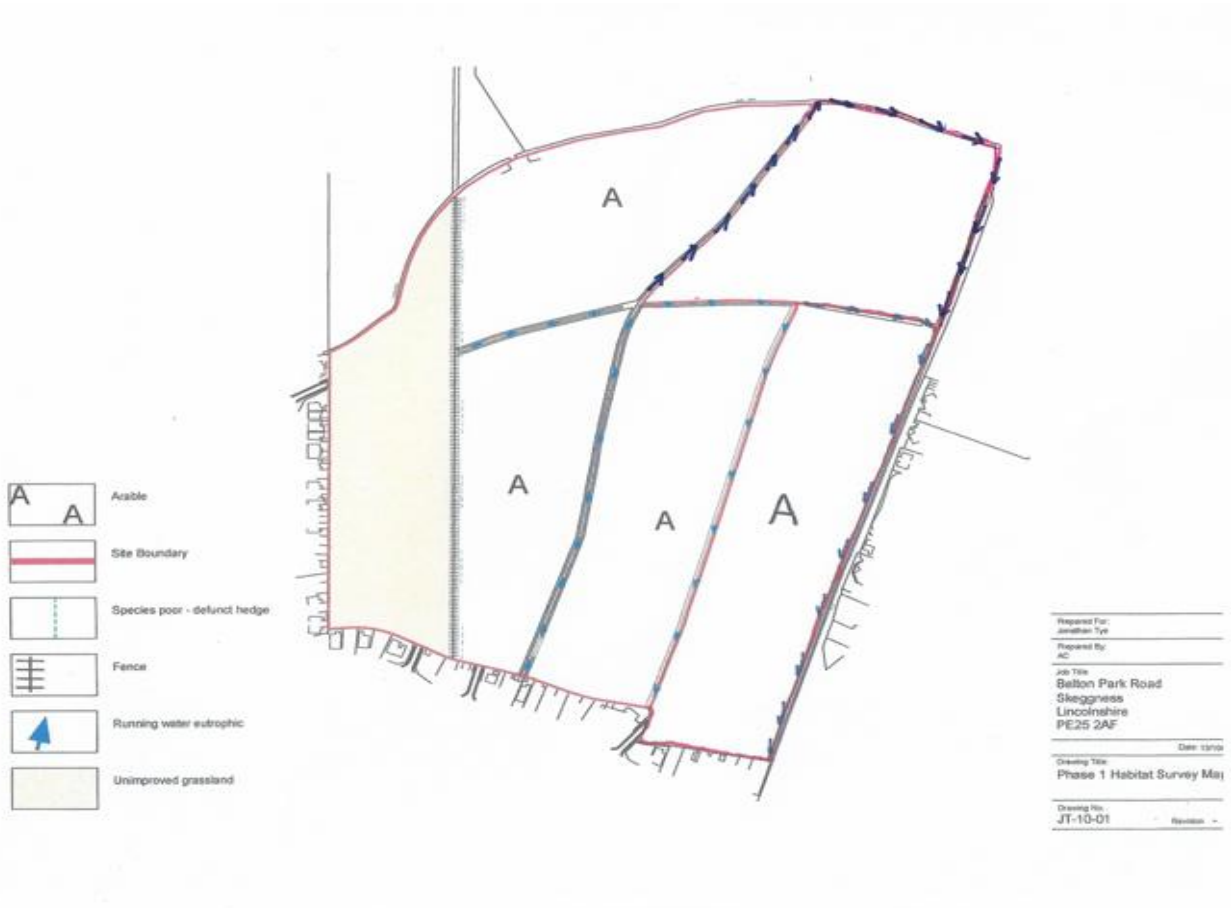 A
A
A
A
A
A
A
Arable
Site Boundary
Species poor - defunct hedge
Fence
Running water eutrophic
Unimproved grassland
Prepared For:
Jonathan Tye
Prepared By:
AC
Job Title
Belton Park Road
Skeggness
Lincolnshire
PE25 2AF
Date
Drawing Title:
Phase 1 Habitat Survey Map
Drawing No.
JT-10-01
Revision -